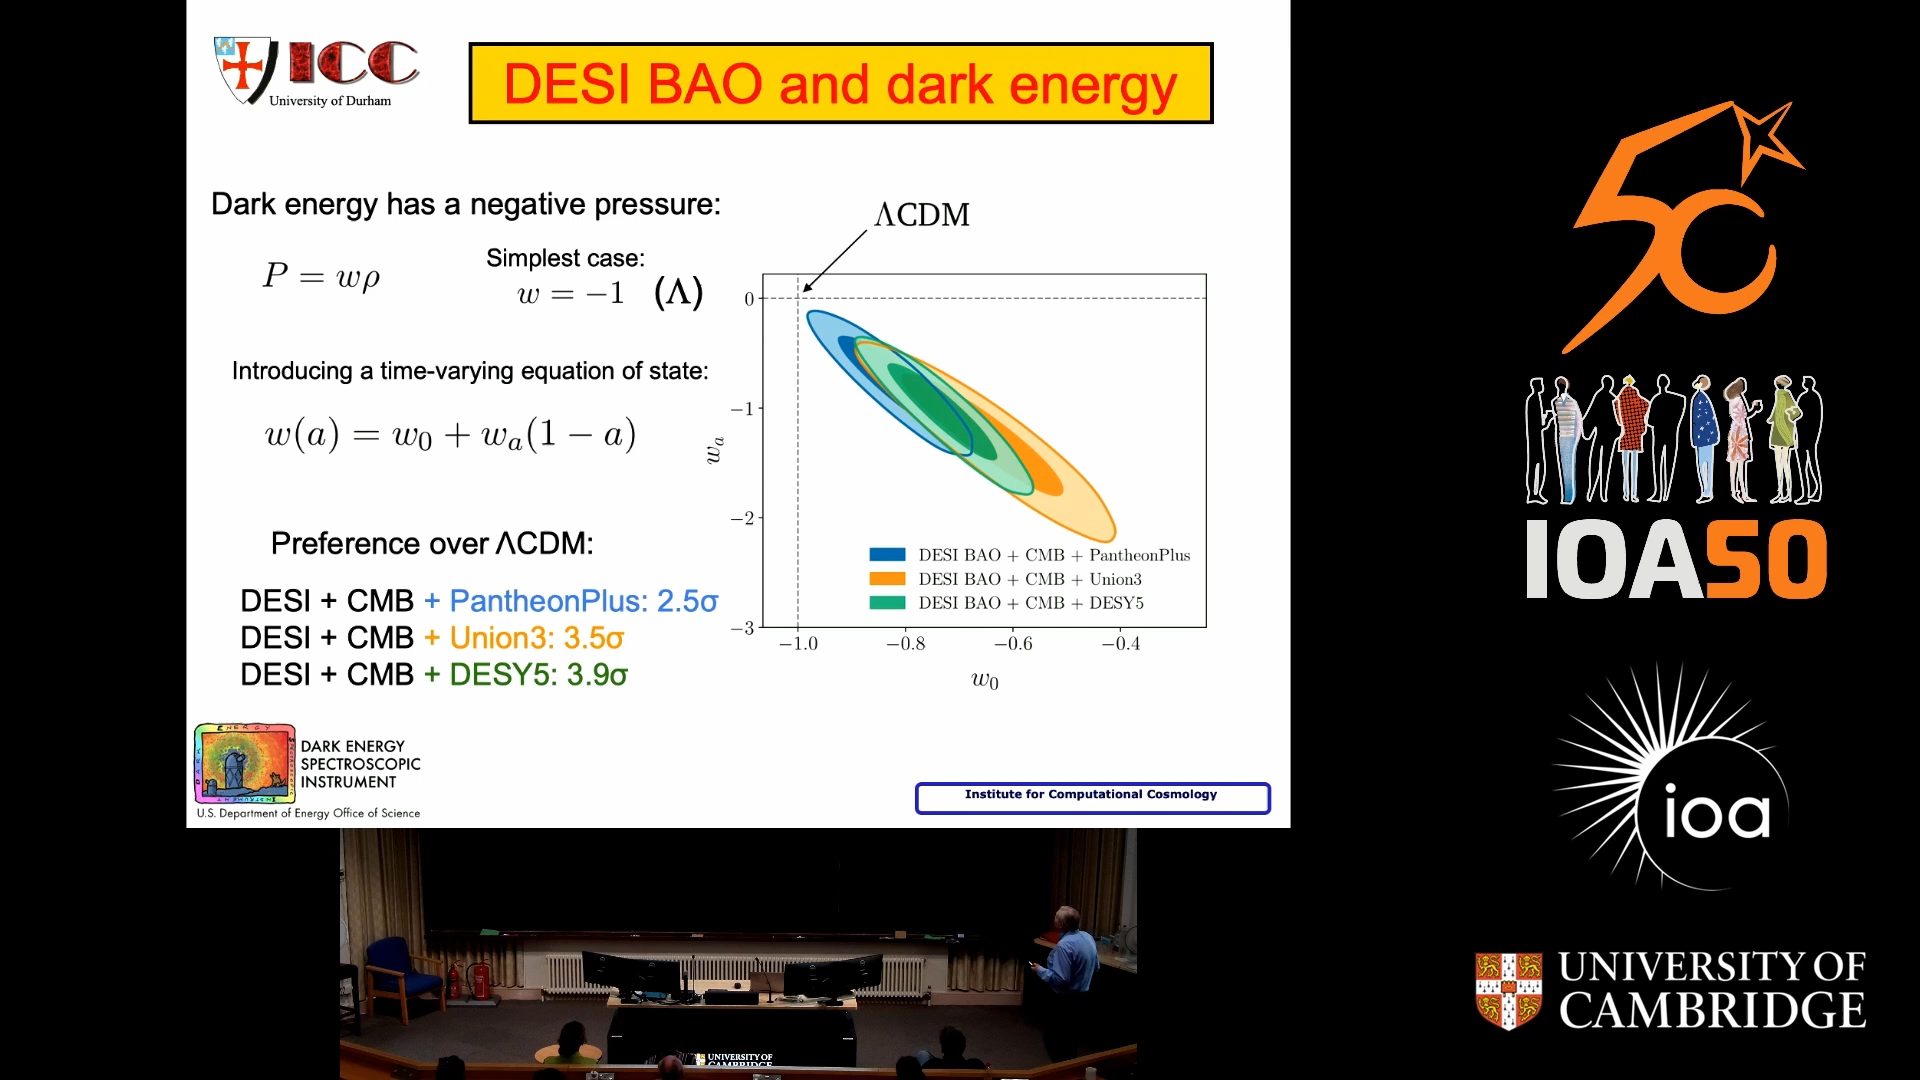 ICC
University of Durham
DESI BAO and dark energy
Dark energy has a negative pressure:
P = wρ
Simplest case:
w = −1 (Λ)
Introducing a time-varying equation of state:
w(a) = w₀ + wₐ(1 − a)
Preference over ΛCDM:
DESI + CMB + PantheonPlus: 2.5σ
DESI + CMB + Union3: 3.5σ
DESI + CMB + DESY5: 3.9σ
ΛCDM
0
−1
−2
−3
wₐ
DESI BAO + CMB + PantheonPlus
DESI BAO + CMB + Union3
DESI BAO + CMB + DESY5
−1.0 −0.8 −0.6 −0.4
w₀
DARK ENERGY
SPECTROSCOPIC
INSTRUMENT
U.S. Department of Energy Office of Science
Institute for Computational Cosmology
50
IOA50
ioa
UNIVERSITY OF
CAMBRIDGE
UNIVERSITY OF
CAMBRIDGE